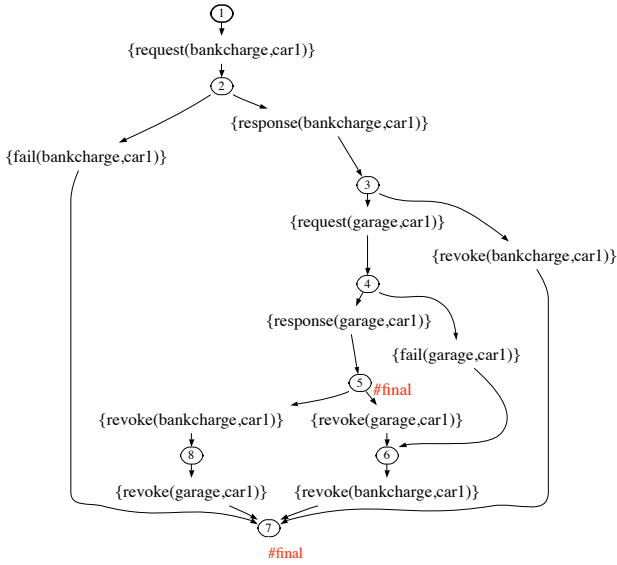 1
{request(bankcharge,car1)}
2
{response(bankcharge,car1)}
{fail(bankcharge,car1)}
3
{request(garage,car1)}
{revoke(bankcharge,car1)}
4
{response(garage,car1)}
{fail(garage,car1)}
5 #final
{revoke(bankcharge,car1)} {revoke(garage,car1)}
8 6
{revoke(garage,car1)} {revoke(bankcharge,car1)}
7
#final